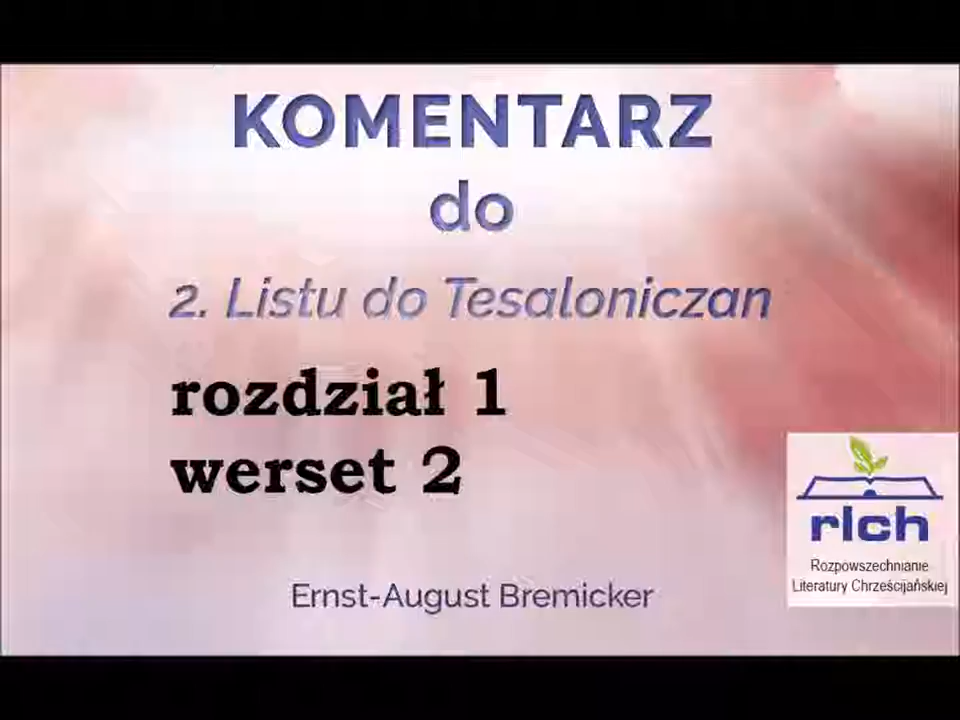 KOMENTARZ
do
2. Listu do Tesaloniczan
rozdział 1
werset 2
rlch
Rozpowszechnianie
Literatury Chrześcijańskiej
Ernst-August Bremicker